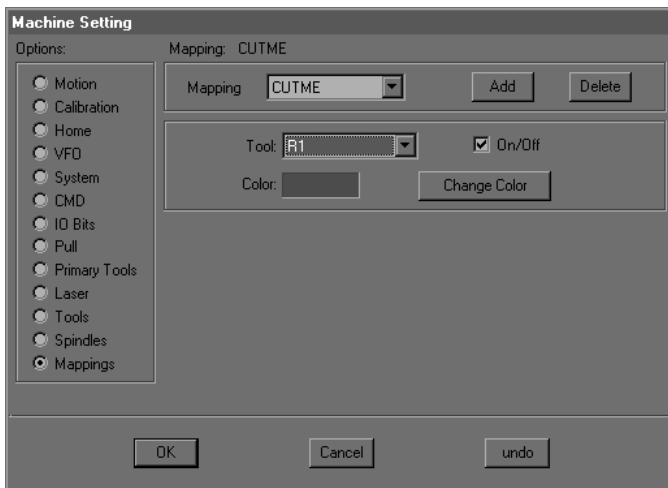 Machine Setting
Options:
Mapping: CUTME
Motion
Calibration
Home
VFO
System
CMD
IO Bits
Pull
Primary Tools
Laser
Tools
Spindles
Mappings
Mapping CUTME Add Delete
Tool: R1 On/Off
Color: Change Color
OK Cancel undo